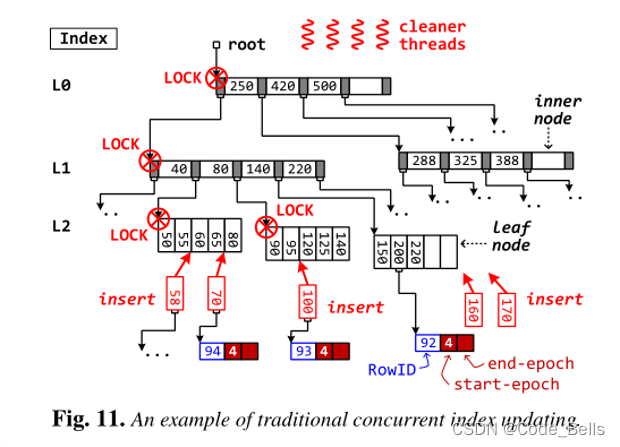 Index
root
cleaner
threads
LOCK
L0
250 420 500
inner
node
LOCK
L1
40 80 140 220
288 325 388
L2
LOCK
LOCK
50 55 60 65 80
90 95 120 125 140
150 200 220
leaf
node
insert
58
70
100
insert
160
170
insert
94 4
93 4
92 4
RowID
end-epoch
start-epoch
Fig. 11. An example of traditional concurrent index updating.
CSDN @Code_Bells